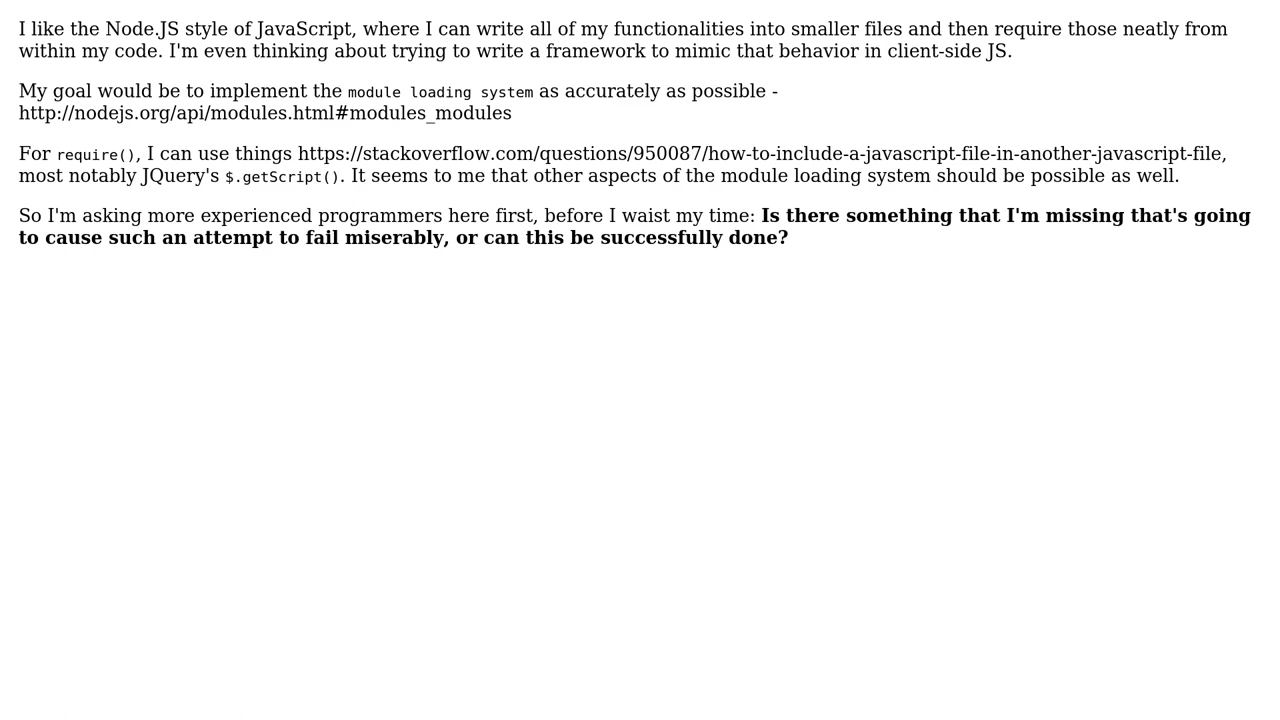 I like the Node.JS style of JavaScript, where I can write all of my functionalities into smaller files and then require those neatly from
within my code. I'm even thinking about trying to write a framework to mimic that behavior in client-side JS.
My goal would be to implement the module loading system as accurately as possible -
http://nodejs.org/api/modules.html#modules_modules
For require(), I can use things https://stackoverflow.com/questions/950087/how-to-include-a-javascript-file-in-another-javascript-file,
most notably JQuery's $.getScript(). It seems to me that other aspects of the module loading system should be possible as well.
So I'm asking more experienced programmers here first, before I waist my time: Is there something that I'm missing that's going
to cause such an attempt to fail miserably, or can this be successfully done?